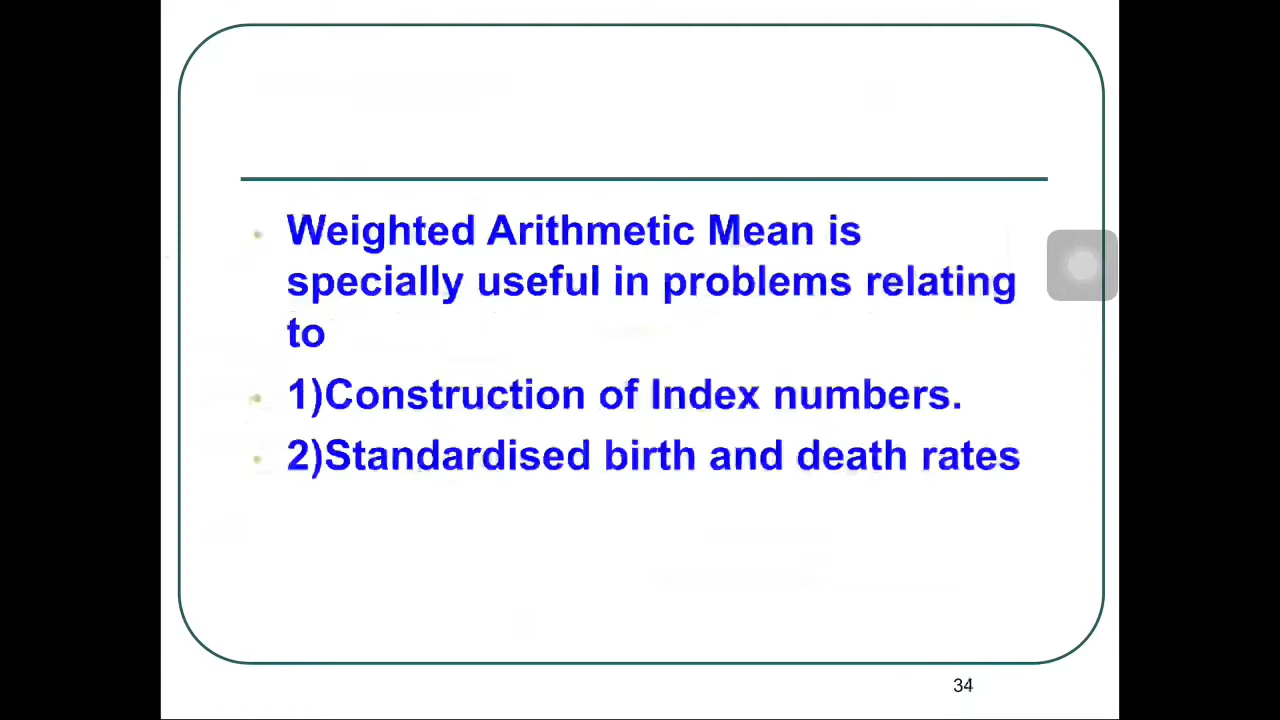 Weighted Arithmetic Mean is
specially useful in problems relating
to
1)Construction of Index numbers.
2)Standardised birth and death rates
34